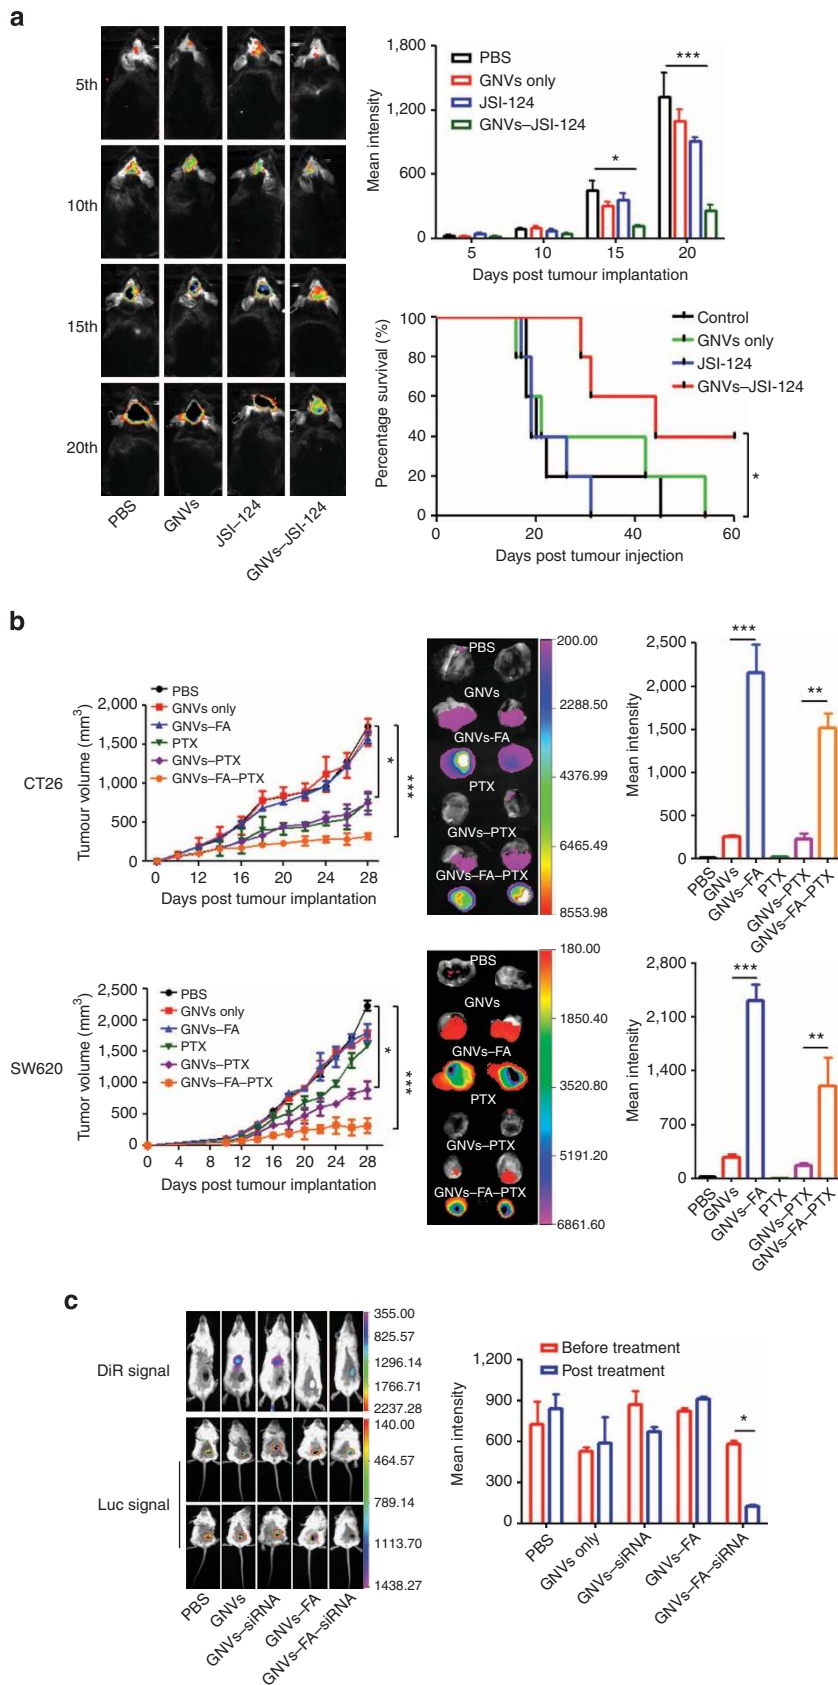 a
5th
10th
15th
20th
PBS
GNVs
JSI–124
GNVs–JSI-124
Mean intensity
1,800
1,200
600
0
PBS
GNVs only
JSI-124
GNVs–JSI-124
*
***
5
10
15
20
Days post tumour implantation
Percentage survival (%)
100
80
60
40
20
0
Control
GNVs only
JSI-124
GNVs–JSI-124
*
0
20
40
60
Days post tumour injection
b
CT26
Tumour volume (mm3)
2,000
1,500
1,000
500
0
PBS
GNVs only
GNVs–FA
PTX
GNVs–PTX
GNVs–FA–PTX
*
***
0
12
16
20
24
28
Days post tumour implantation
PBS
GNVs
GNVs-FA
PTX
GNVs–PTX
GNVs–FA–PTX
200.00
2288.50
4376.99
6465.49
8553.98
Mean intensity
2,500
2,000
1,500
1,000
500
0
***
**
PBS
GNVs
GNVs–FA
PTX
GNVs–PTX
GNVs–FA–PTX
SW620
Tumor volume (mm3)
2,500
2,000
1,500
1,000
500
0
PBS
GNVs only
GNVs–FA
PTX
GNVs–PTX
GNVs–FA–PTX
*
***
0
4
8
12
16
20
24
28
Days post tumour implantation
PBS
GNVs
GNVs–FA
PTX
GNVs–PTX
GNVs–FA-PTX
180.00
1850.40
3520.80
5191.20
6861.60
Mean intensity
2,800
2,100
1,400
700
0
***
**
PBS
GNVs
GNVs–FA
PTX
GNVs–PTX
GNVs–FA–PTX
c
DiR signal
Luc signal
355.00
825.57
1296.14
1766.71
2237.28
140.00
464.57
789.14
1113.70
1438.27
PBS
GNVs
GNVs–siRNA
GNVs–FA
GNVs–FA–siRNA
Mean intensity
1,200
900
600
300
0
Before treatment
Post treatment
*
PBS
GNVs only
GNVs–siRNA
GNVs–FA
GNVs–FA–siRNA